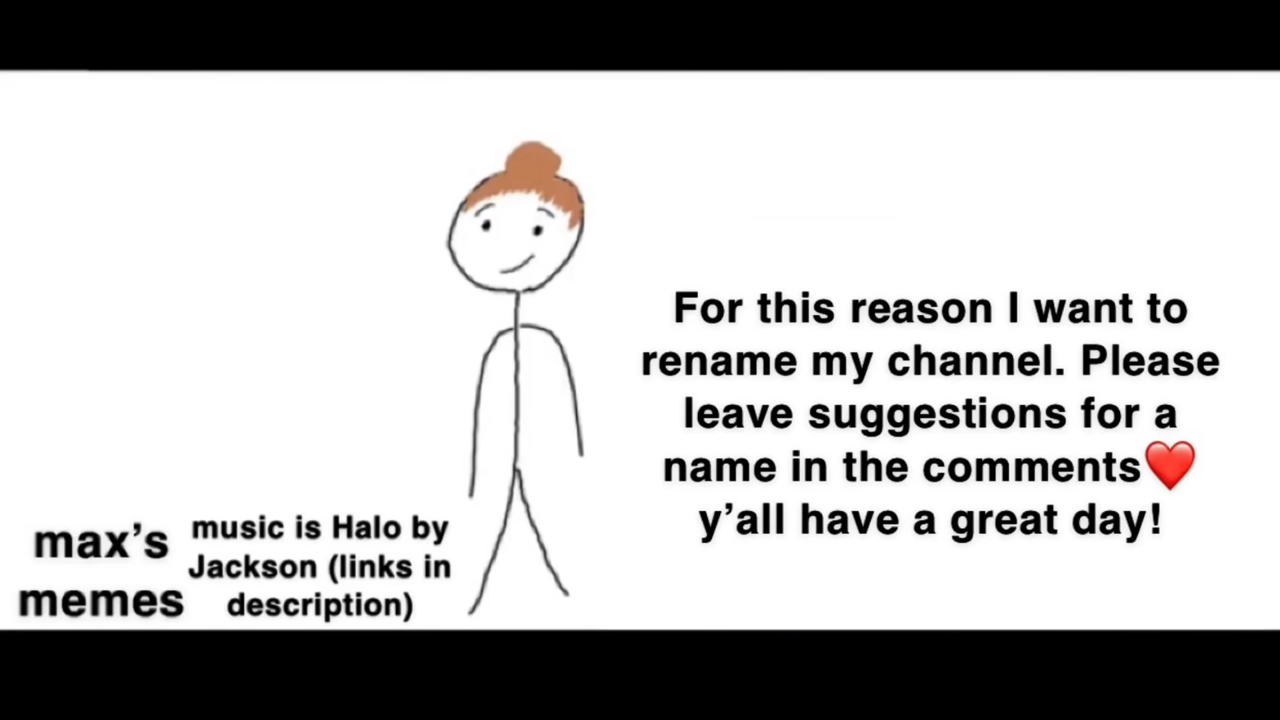 For this reason I want to
rename my channel. Please
leave suggestions for a
name in the comments❤️
y’all have a great day!
max’s
memes
music is Halo by
Jackson (links in
description)